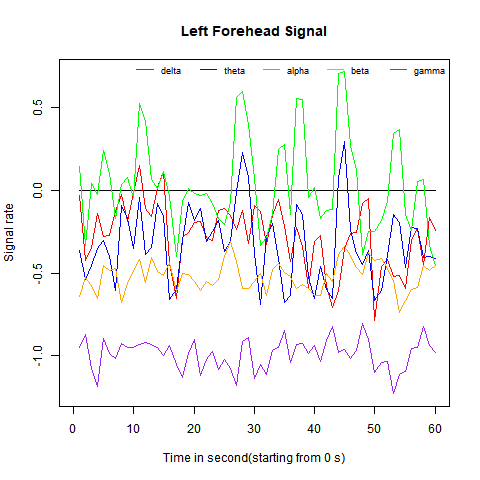 Left Forehead Signal
delta theta alpha beta gamma
0.5
0.0
-0.5
-1.0
Signal rate
0 10 20 30 40 50 60
Time in second(starting from 0 s)